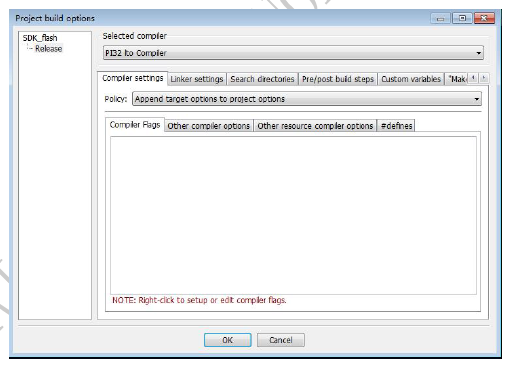 Project build options
SDK_flash
Release
Selected compiler
PI32 lto Compiler
Compiler settings Linker settings Search directories Pre/post build steps Custom variables "Mak
Policy: Append target options to project options
Compiler Flags Other compiler options Other resource compiler options #defines
NOTE: Right-click to setup or edit compiler flags.
OK Cancel